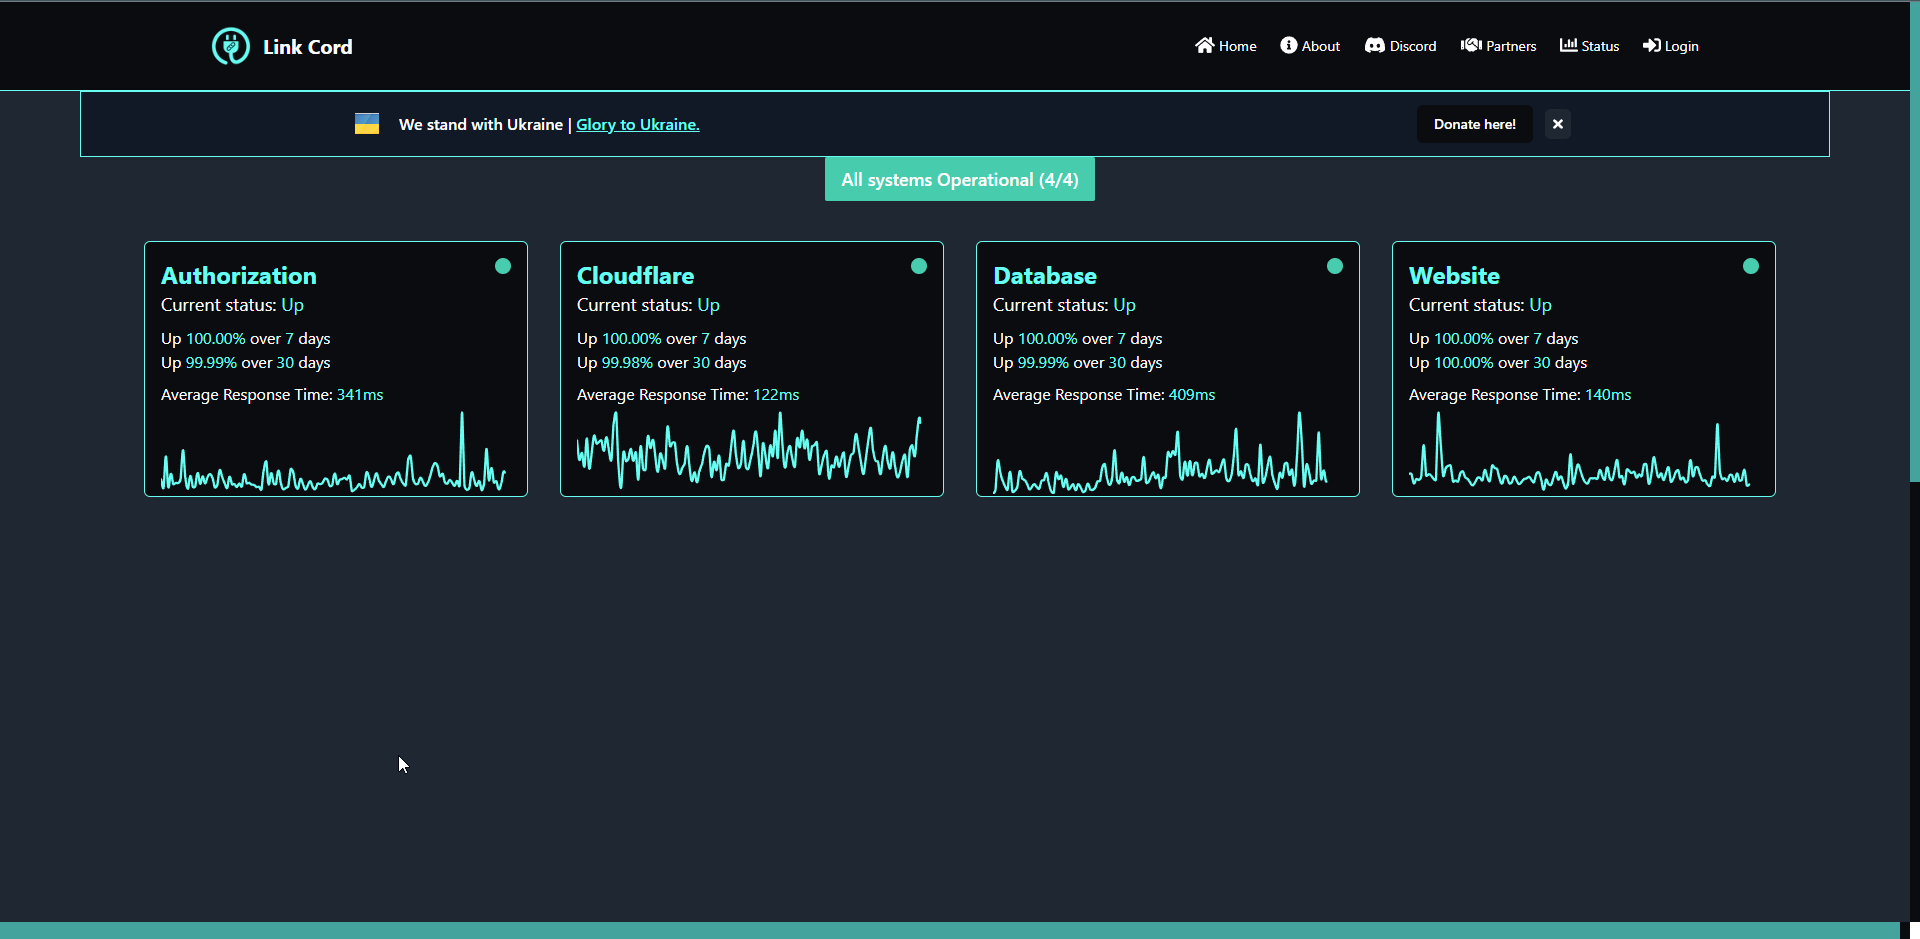 Link Cord
Home About Discord Partners Status Login
We stand with Ukraine | Glory to Ukraine.
Donate here!
All systems Operational (4/4)
Authorization
Current status: Up
Up 100.00% over 7 days
Up 99.99% over 30 days
Average Response Time: 341ms
Cloudflare
Current status: Up
Up 100.00% over 7 days
Up 99.98% over 30 days
Average Response Time: 122ms
Database
Current status: Up
Up 100.00% over 7 days
Up 99.99% over 30 days
Average Response Time: 409ms
Website
Current status: Up
Up 100.00% over 7 days
Up 100.00% over 30 days
Average Response Time: 140ms